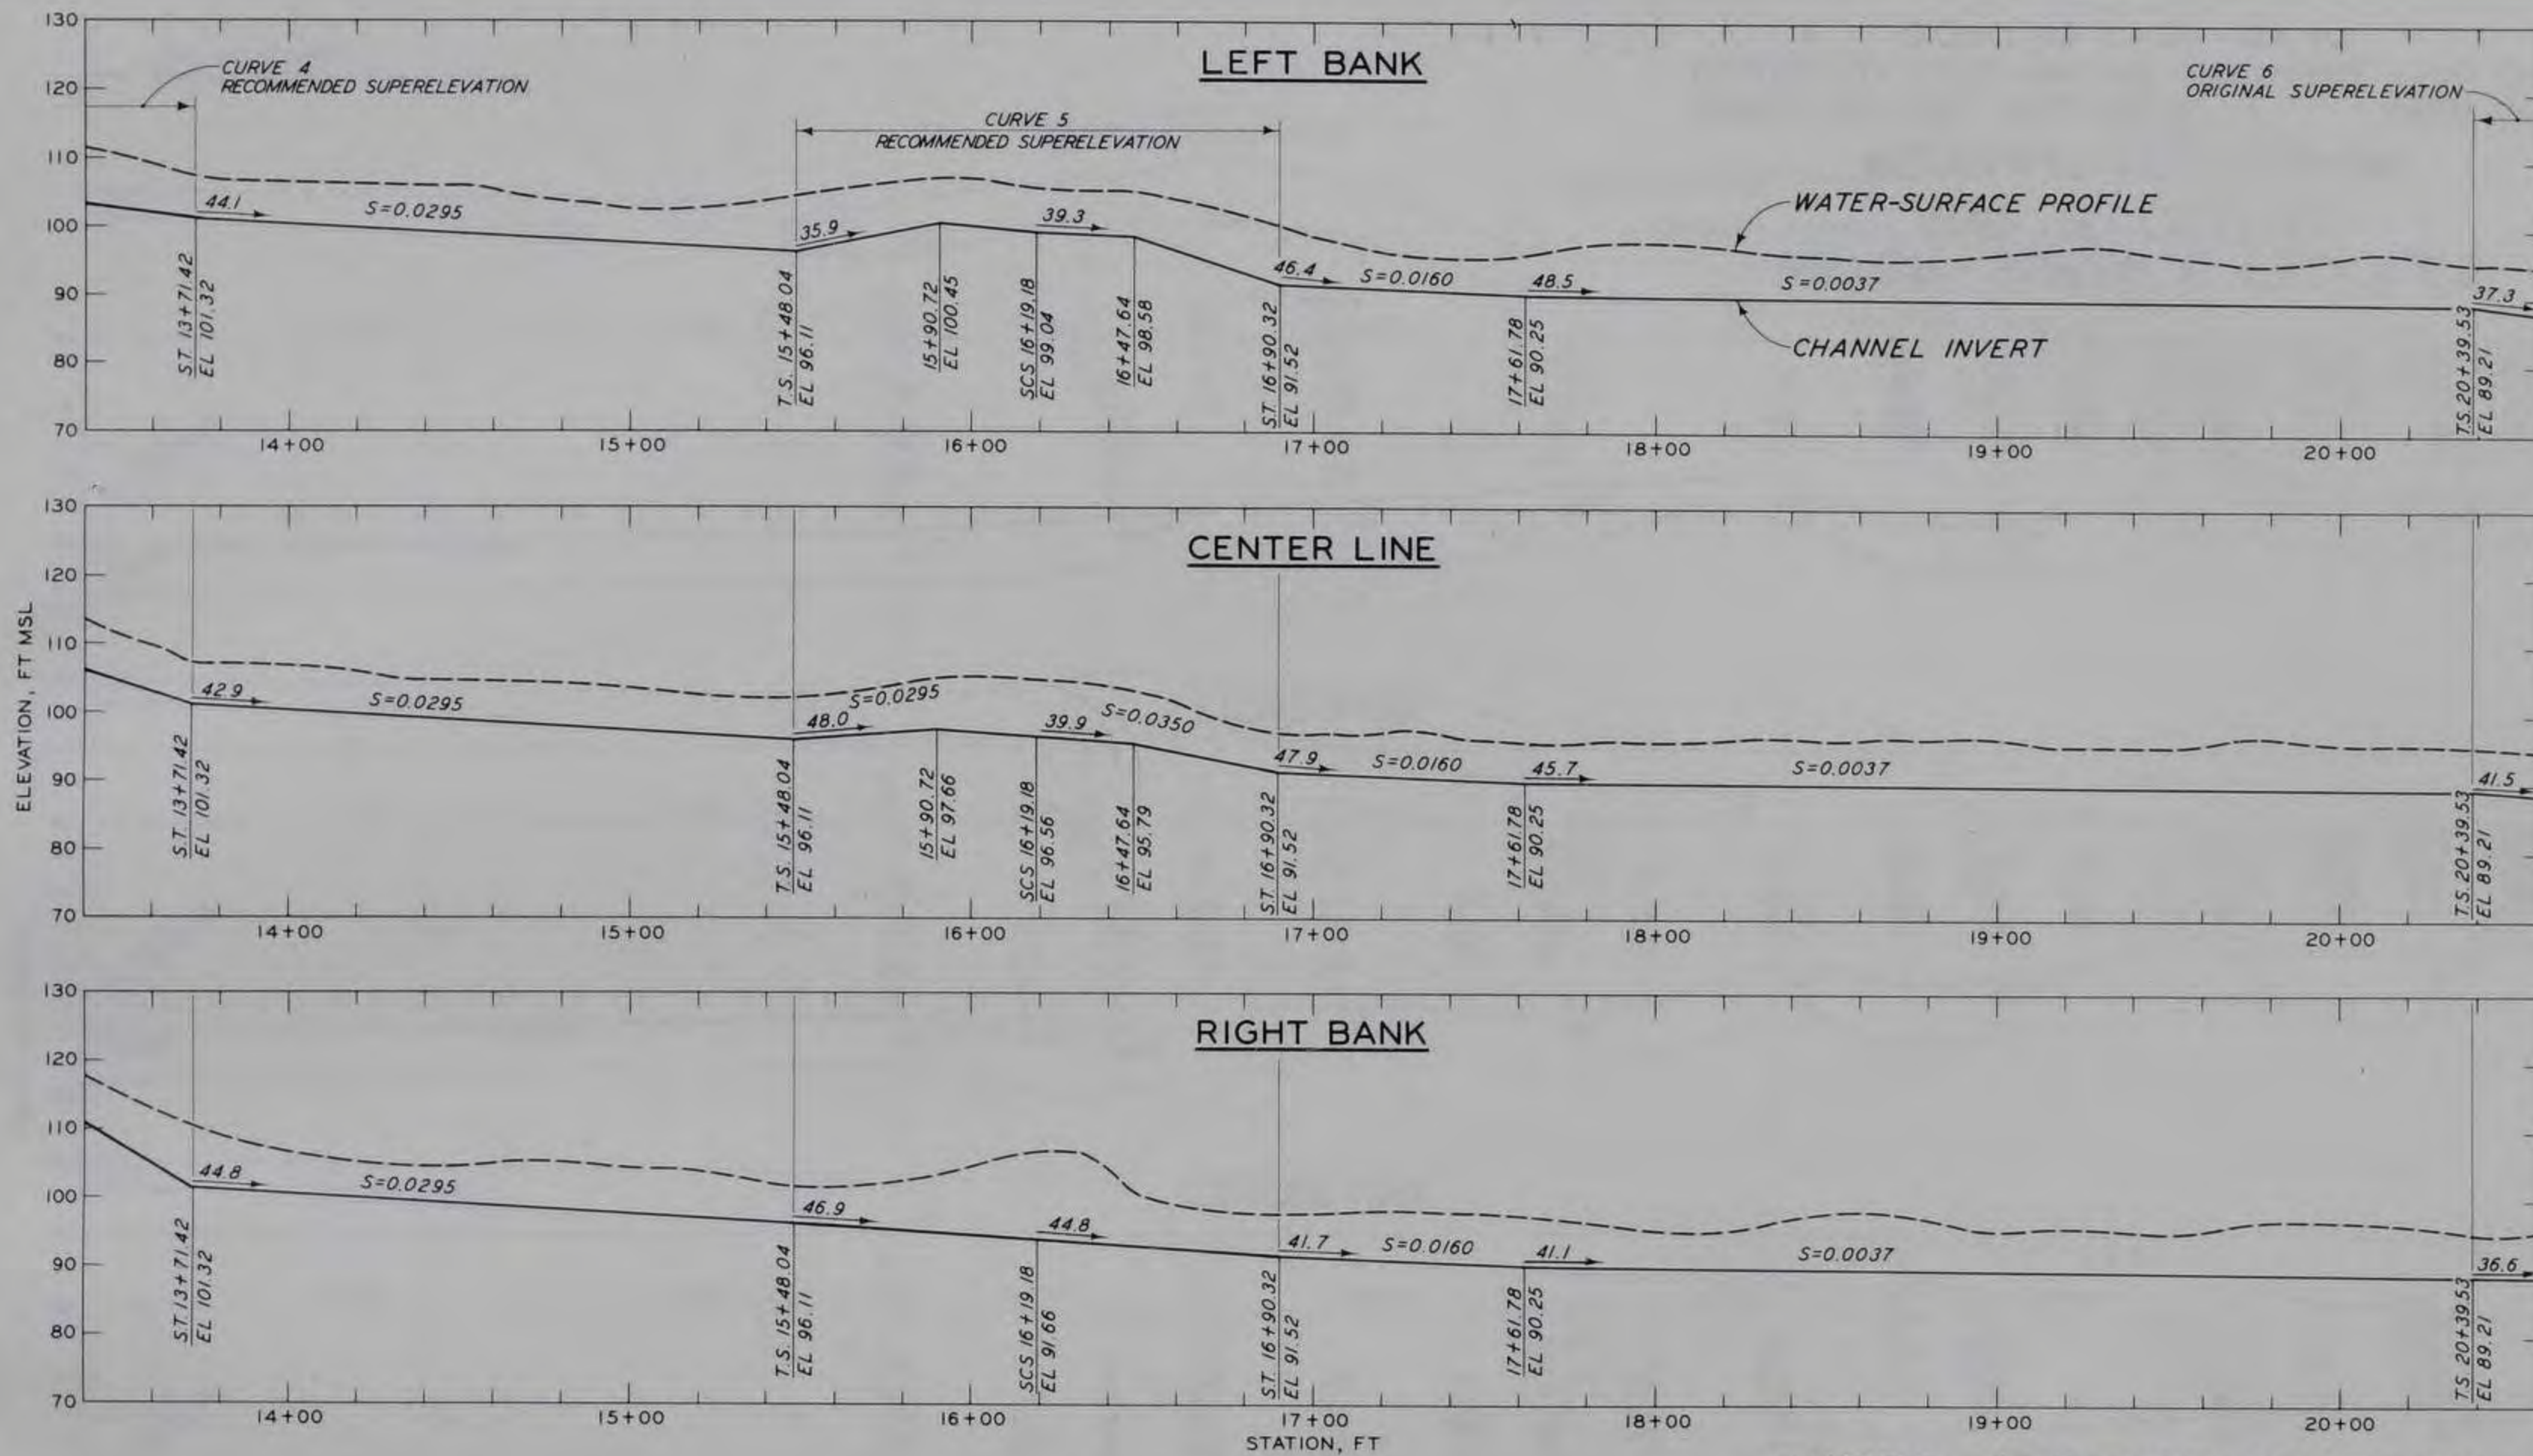 LEFT BANK
130
120
110
100
90
80
70
CURVE 4
RECOMMENDED SUPERELEVATION
CURVE 5
RECOMMENDED SUPERELEVATION
CURVE 6
ORIGINAL SUPERELEVATION
WATER-SURFACE PROFILE
CHANNEL INVERT
44.1
S=0.0295
35.9
39.3
46.4
S=0.0160
48.5
S=0.0037
37.3
S.T. 13+71.42
EL 101.32
T.S. 15+48.04
EL 96.11
15+90.72
EL 100.45
SCS 16+19.18
EL 99.04
16+47.64
EL 98.58
S.T. 16+90.32
EL 91.52
17+61.78
EL 90.25
T.S. 20+39.53
EL 89.21
14+00 15+00 16+00 17+00 18+00 19+00 20+00
CENTER LINE
ELEVATION, FT MSL
130
120
110
100
90
80
70
42.9
S=0.0295
48.0
S=0.0295
39.9
S=0.0350
47.9
S=0.0160
45.7
S=0.0037
41.5
S.T. 13+71.42
EL 101.32
T.S. 15+48.04
EL 96.11
15+90.72
EL 97.66
SCS 16+19.18
EL 96.56
16+47.64
EL 95.79
S.T. 16+90.32
EL 91.52
17+61.78
EL 90.25
T.S. 20+39.53
EL 89.21
14+00 15+00 16+00 17+00 18+00 19+00 20+00
RIGHT BANK
130
120
110
100
90
80
70
44.8
S=0.0295
46.9
44.8
41.7
S=0.0160
41.1
S=0.0037
36.6
S.T. 13+71.42
EL 101.32
T.S. 15+48.04
EL 96.11
SCS 16+19.18
EL 91.66
S.T. 16+90.32
EL 91.52
17+61.78
EL 90.25
T.S. 20+39.53
EL 89.21
14+00 15+00 16+00 17+00 18+00 19+00 20+00
STATION, FT